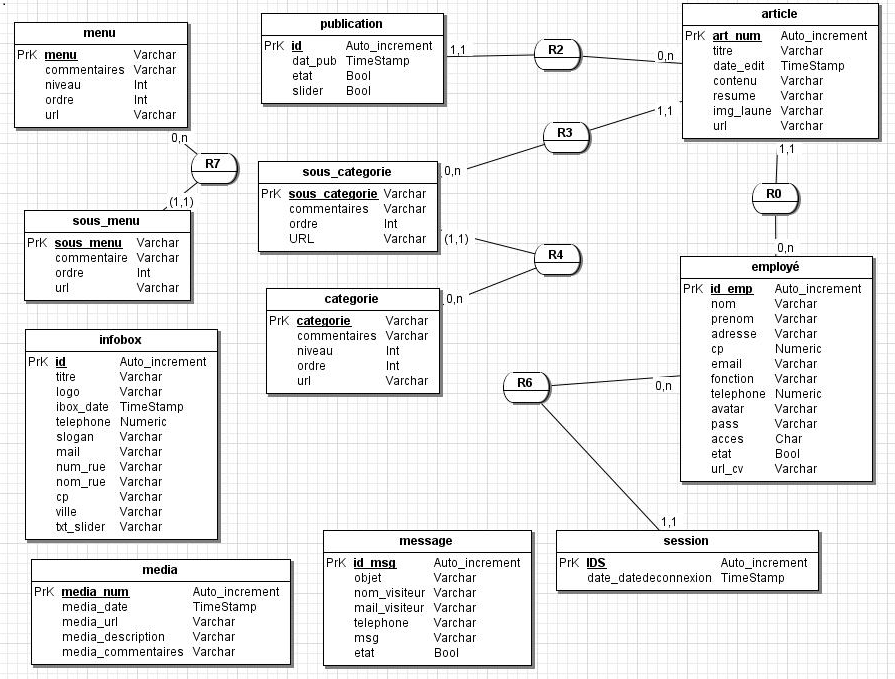 menu
PrK menu Varchar
commentaires Varchar
niveau Int
ordre Int
url Varchar
publication
PrK id Auto_increment
dat_pub TimeStamp
etat Bool
slider Bool
1,1
R2
0,n
article
PrK art_num Auto_increment
titre Varchar
date_edit TimeStamp
contenu Varchar
resume Varchar
img_laune Varchar
url Varchar
0,n
R7
(1,1)
R3
1,1
0,n
sous_categorie
PrK sous_categorie Varchar
commentaires Varchar
ordre Int
URL Varchar
(1,1)
R4
0,n
1,1
R0
0,n
sous_menu
PrK sous_menu Varchar
commentaire Varchar
ordre Int
url Varchar
categorie
PrK categorie Varchar
commentaires Varchar
niveau Int
ordre Int
url Varchar
employé
PrK id_emp Auto_increment
nom Varchar
prenom Varchar
adresse Varchar
cp Numeric
email Varchar
fonction Varchar
telephone Numeric
avatar Varchar
pass Varchar
acces Char
etat Bool
url_cv Varchar
infobox
PrK id Auto_increment
titre Varchar
logo Varchar
ibox_date TimeStamp
telephone Numeric
slogan Varchar
mail Varchar
num_rue Varchar
nom_rue Varchar
cp Varchar
ville Varchar
txt_slider Varchar
R6
0,n
1,1
media
PrK media_num Auto_increment
media_date TimeStamp
media_url Varchar
media_description Varchar
media_commentaires Varchar
message
PrK id_msg Auto_increment
objet Varchar
nom_visiteur Varchar
mail_visiteur Varchar
telephone Varchar
msg Varchar
etat Bool
session
PrK IDS Auto_increment
date_datedeconnexion TimeStamp